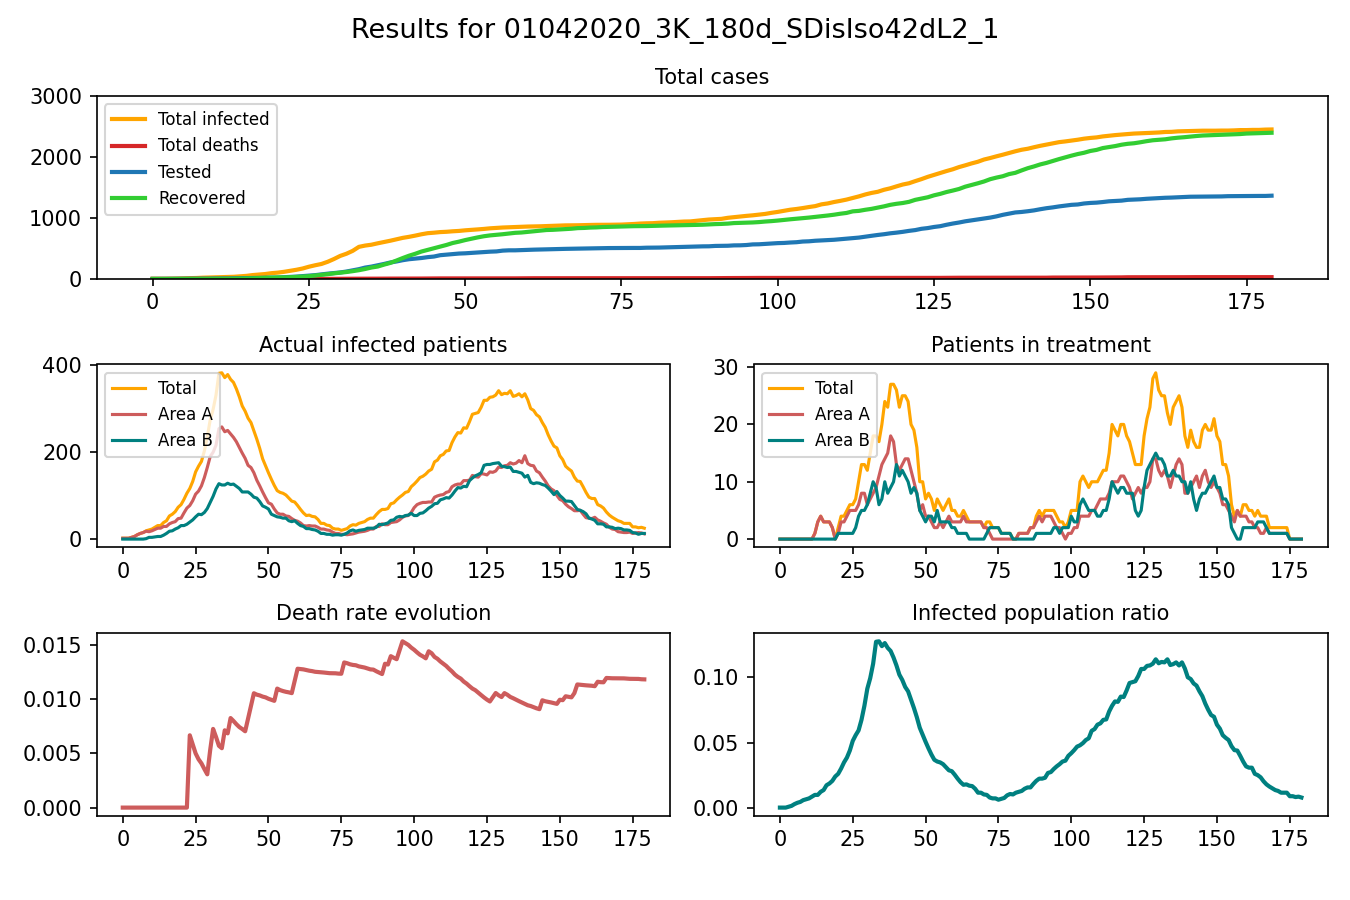 Results for 01042020_3K_180d_SDisIso42dL2_1
Total cases
3000
2000
1000
0
Total infected
Total deaths
Tested
Recovered
0 25 50 75 100 125 150 175
Actual infected patients
400
200
0
Total
Area A
Area B
0 25 50 75 100 125 150 175
Patients in treatment
30
20
10
0
Total
Area A
Area B
0 25 50 75 100 125 150 175
Death rate evolution
0.015
0.010
0.005
0.000
0 25 50 75 100 125 150 175
Infected population ratio
0.10
0.05
0.00
0 25 50 75 100 125 150 175